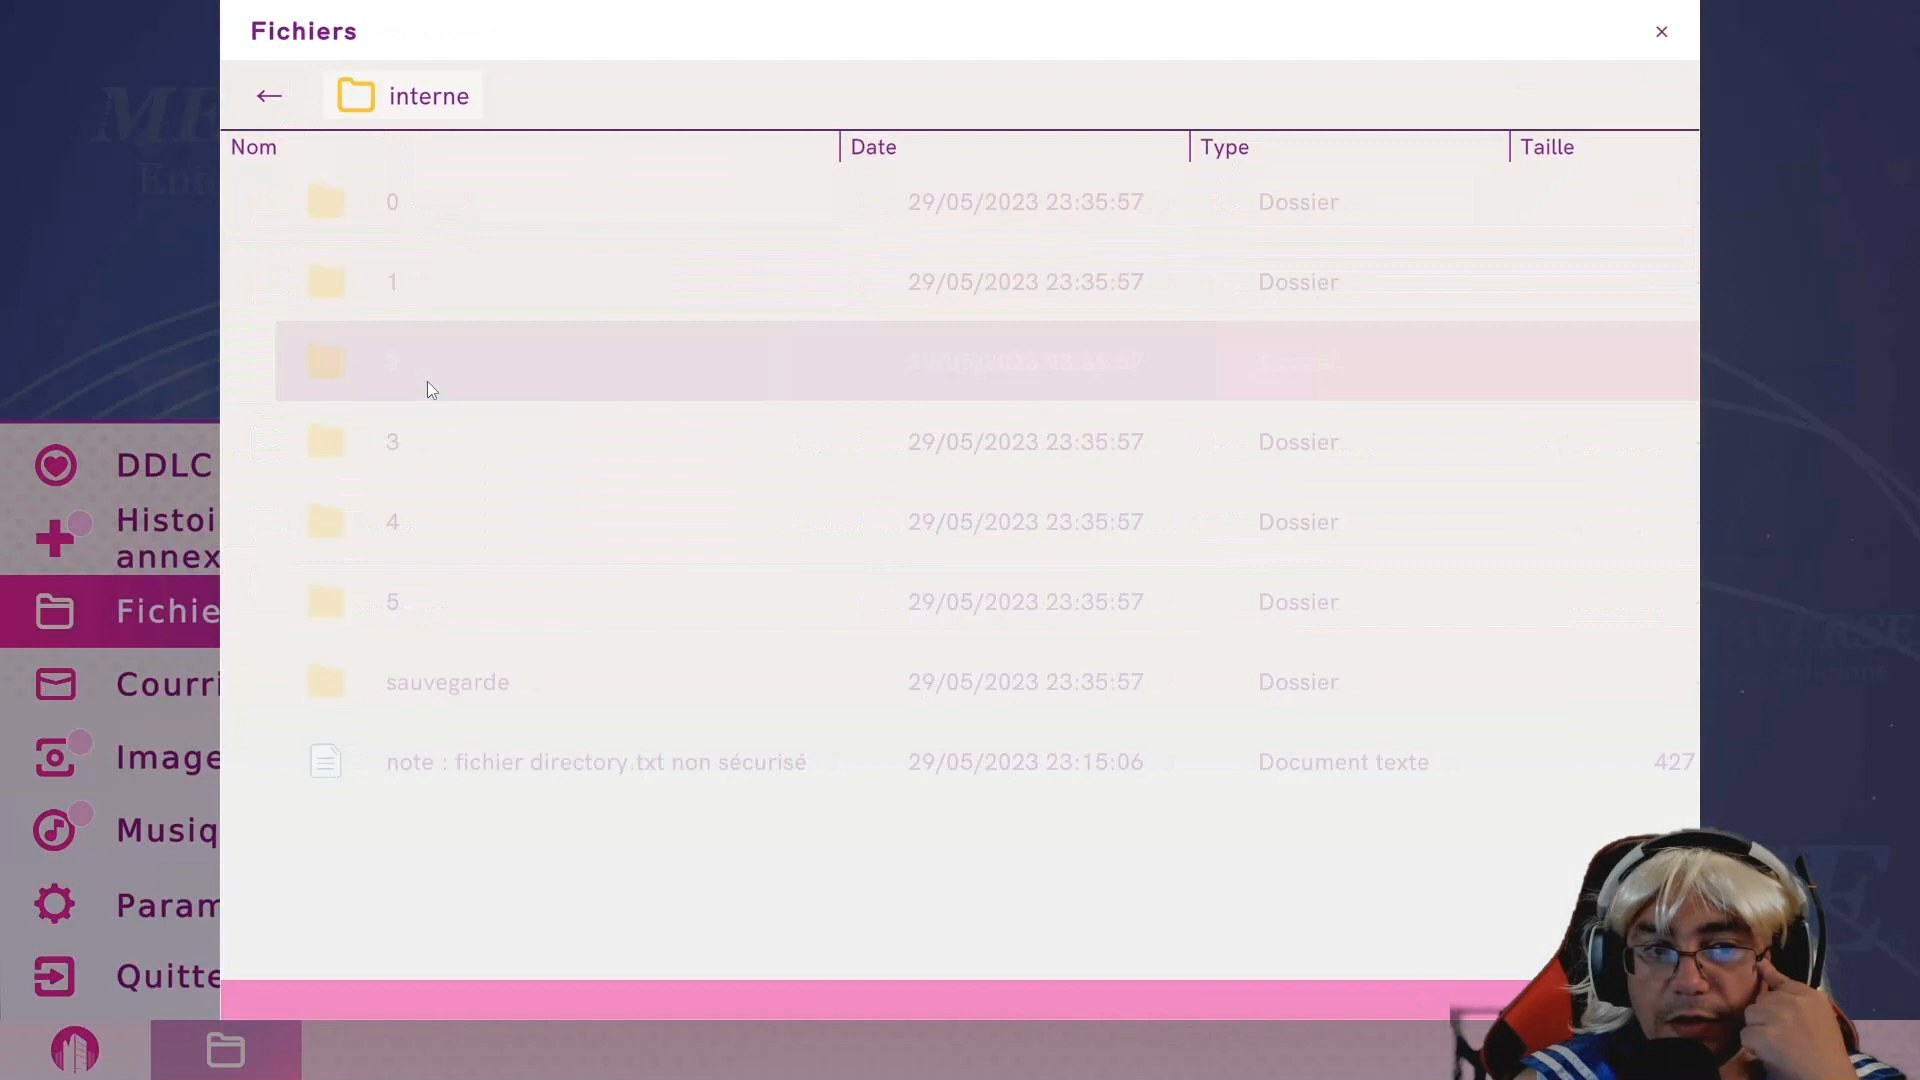 Fichiers
×
← interne
Nom Date Type Taille
0 29/05/2023 23:35:57 Dossier
1 29/05/2023 23:35:57 Dossier
3 29/05/2023 23:35:57 Dossier
4 29/05/2023 23:35:57 Dossier
5 29/05/2023 23:35:57 Dossier
sauvegarde 29/05/2023 23:35:57 Dossier
note : fichier directory.txt non sécurisé 29/05/2023 23:15:06 Document texte 427
DDLC
Histoi
annex
Fichie
Courri
Image
Musiq
Param
Quitte